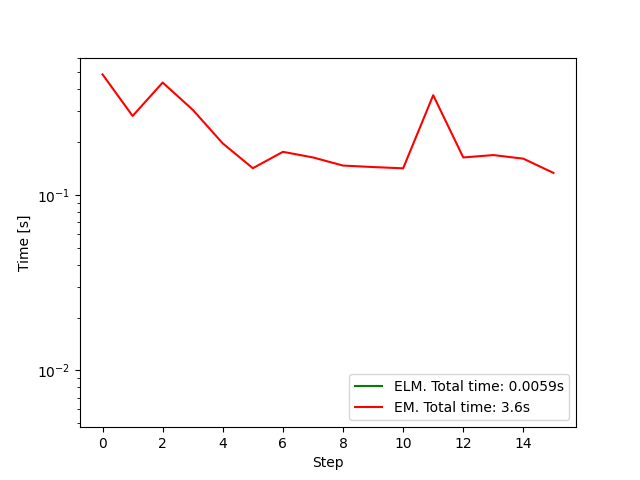 Time [s]
10⁻¹
10⁻²
ELM. Total time: 0.0059s
EM. Total time: 3.6s
0 2 4 6 8 10 12 14
Step